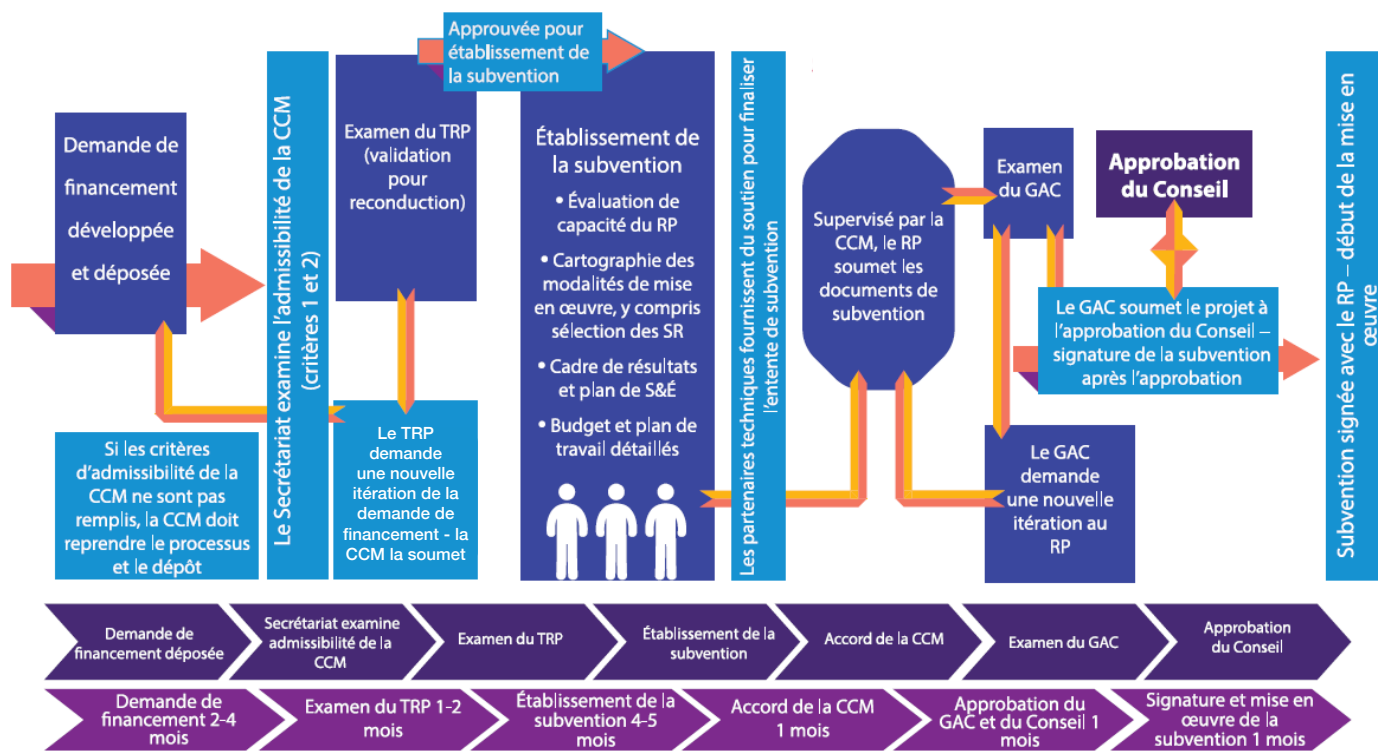 Demande de
financement
développée
et déposée
Si les critères
d'admissibilité de la
CCM ne sont pas
remplis, la CCM doit
reprendre le processus
et le dépôt
Le Secrétariat examine l'admissibilité de la CCM
(critères 1 et 2)
Examen du TRP
(validation
pour
reconduction)
Le TRP
demande
une nouvelle
itération de la
demande de
financement - la
CCM la soumet
Approuvée pour
établissement de
la subvention
Établissement de
la subvention
• Évaluation de
capacité du RP
• Cartographie des
modalités de mise
en œuvre, y compris
sélection des SR
• Cadre de résultats
et plan de S&É
• Budget et plan de
travail détaillés
Les partenaires techniques fournissent du soutien pour finaliser
l'entente de subvention
Supervisé par la
CCM, le RP
soumet les
documents de
subvention
Examen
du GAC
Le GAC
demande
une nouvelle
itération au
RP
Approbation
du Conseil
Le GAC soumet le projet à
l'approbation du Conseil –
signature de la subvention
après l'approbation
Subvention signée avec le RP – début de la mise en
œuvre
Demande de
financement déposée
Secrétariat examine
admissibilité de la
CCM
Examen du TRP
Établissement de la
subvention
Accord de la CCM
Examen du GAC
Approbation
du Conseil
Demande de
financement 2-4
mois
Examen du TRP 1-2
mois
Établissement de la
subvention 4-5
mois
Accord de la CCM
1 mois
Approbation du
GAC et du Conseil 1
mois
Signature et mise en
œuvre de la
subvention 1 mois